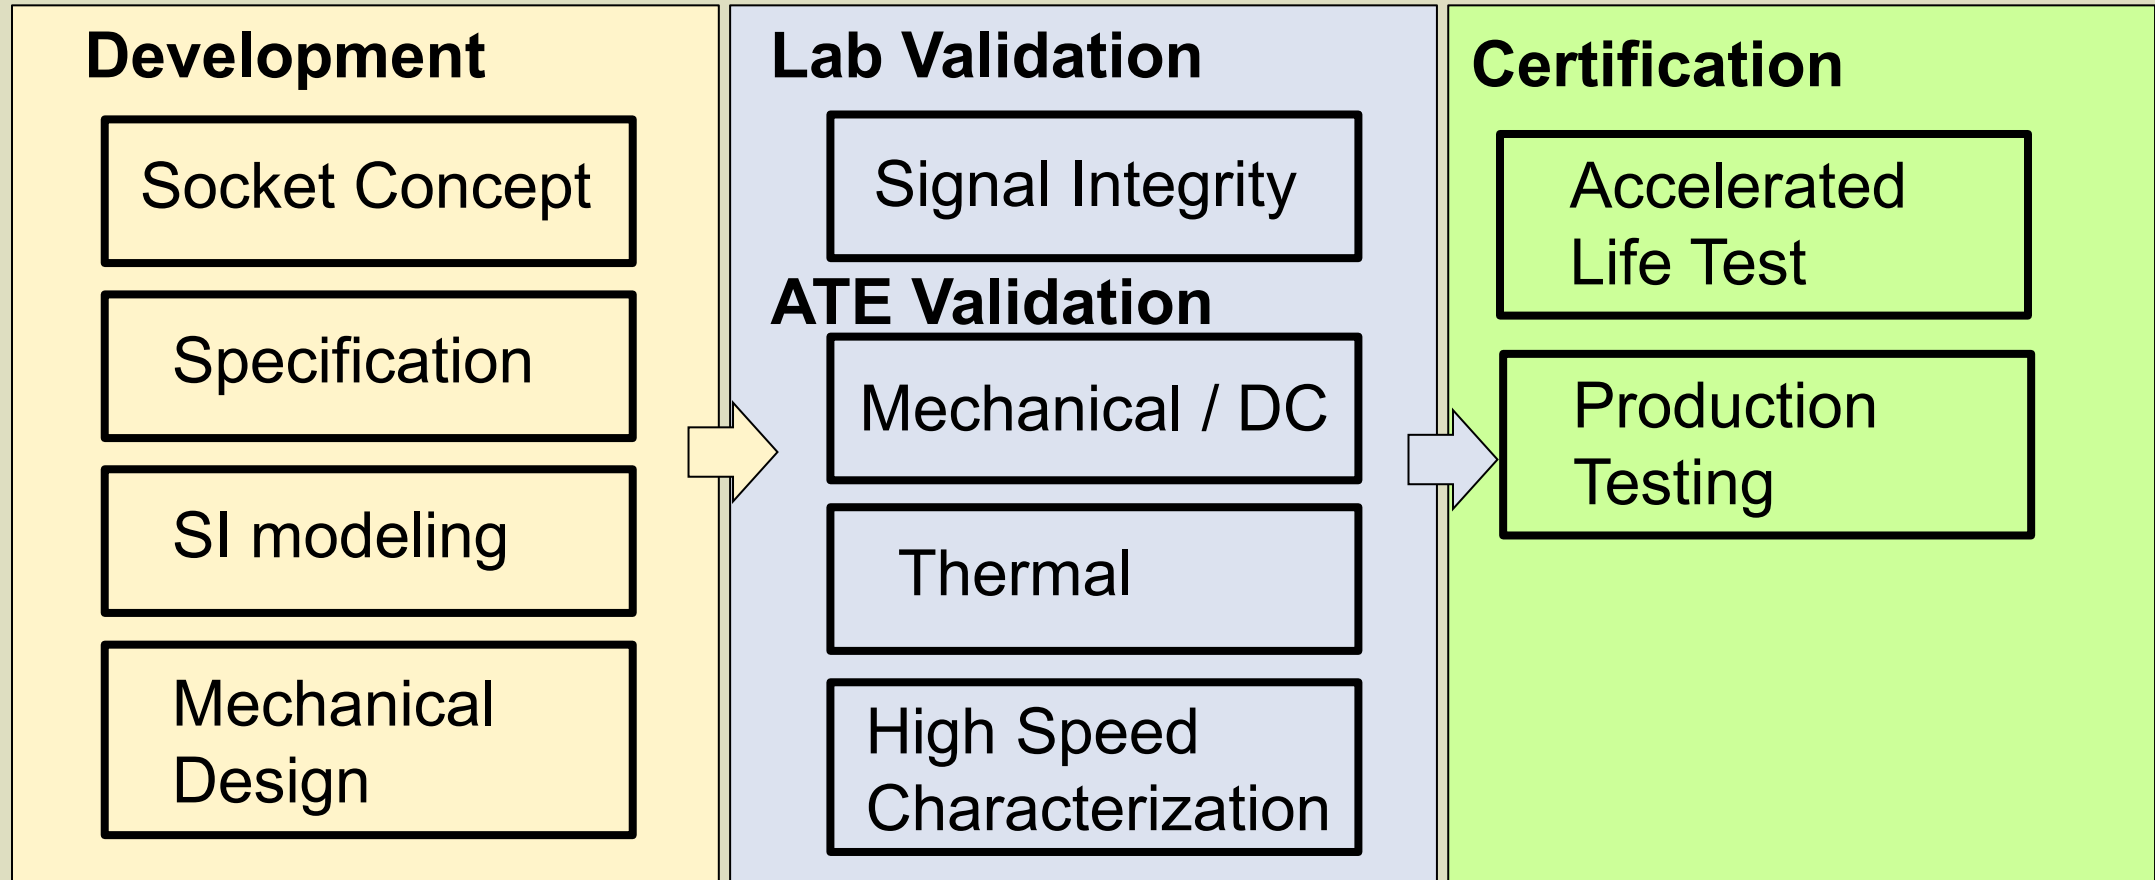 Development
Socket Concept
Specification
SI modeling
Mechanical
Design
Lab Validation
Signal Integrity
ATE Validation
Mechanical / DC
Thermal
High Speed
Characterization
Certification
Accelerated
Life Test
Production
Testing